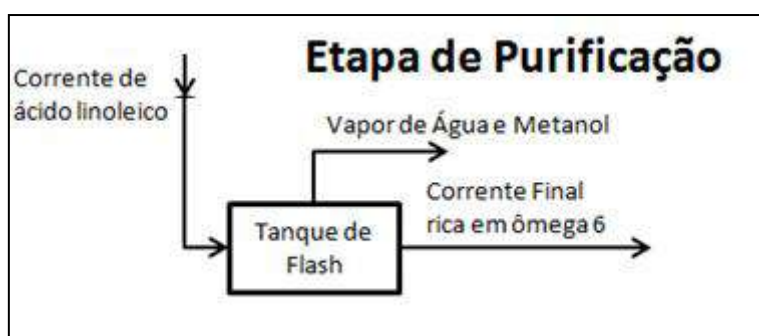 Etapa de Purificação
Corrente de
ácido linoleico
Vapor de Água e Metanol
Corrente Final
rica em ômega 6
Tanque de
Flash